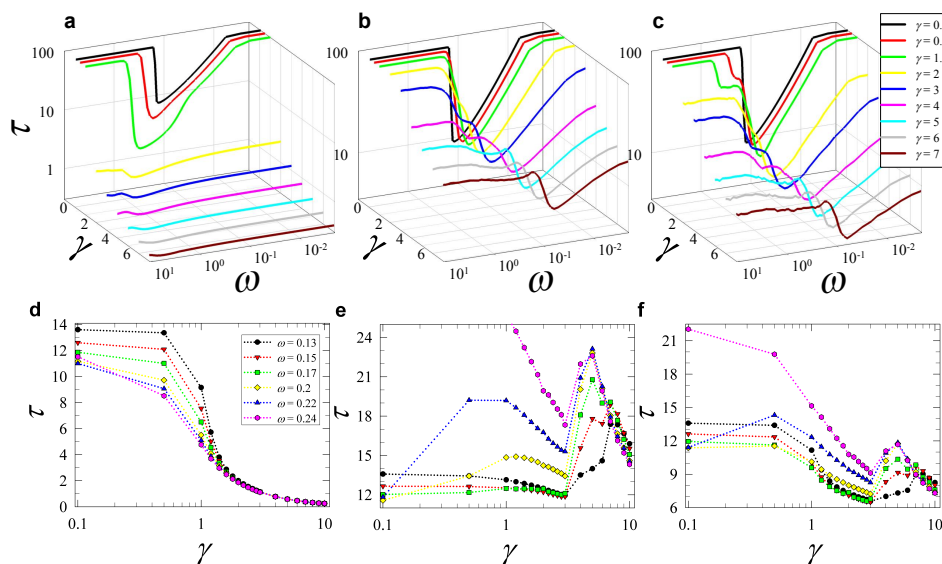 a
b
c
100
10
1
τ
0
2
4
6
γ
10¹
10⁰
10⁻¹
10⁻²
ω
100
10
0
2
4
6
γ
10¹
10⁰
10⁻¹
10⁻²
ω
100
10
0
2
4
6
γ
10¹
10⁰
10⁻¹
10⁻²
ω
γ = 0.
γ = 0.
γ = 1.
γ = 2
γ = 3
γ = 4
γ = 5
γ = 6
γ = 7
d
14
12
10
8
6
4
2
0
τ
0.1
1
10
γ
ω = 0.13
ω = 0.15
ω = 0.17
ω = 0.2
ω = 0.22
ω = 0.24
e
24
21
18
15
12
τ
0.1
1
10
γ
f
21
18
15
12
9
6
τ
0.1
1
10
γ